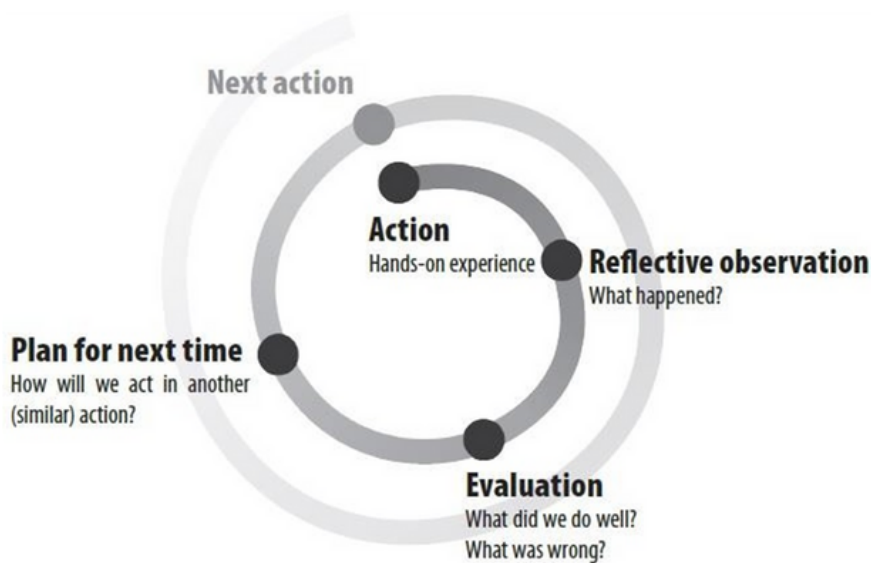 Next action
Action
Hands-on experience
Reflective observation
What happened?
Plan for next time
How will we act in another
(similar) action?
Evaluation
What did we do well?
What was wrong?